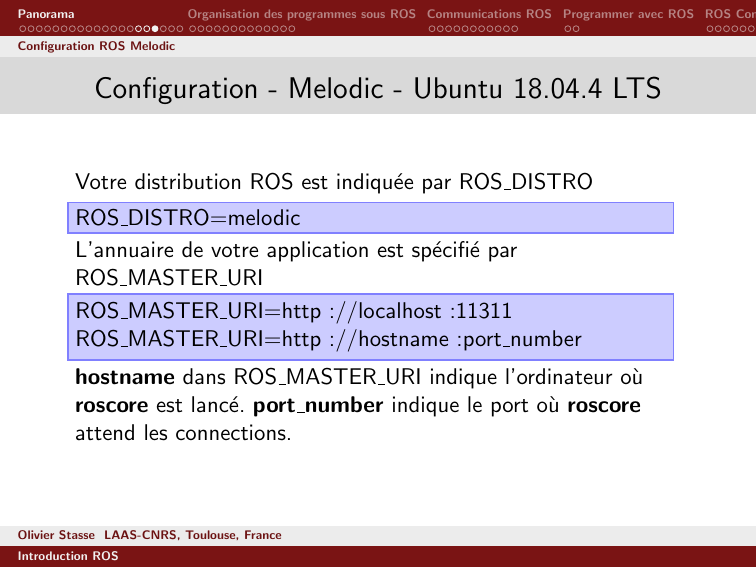 Panorama Organisation des programmes sous ROS Communications ROS Programmer avec ROS ROS Con
Configuration ROS Melodic
Configuration - Melodic - Ubuntu 18.04.4 LTS
Votre distribution ROS est indiquée par ROS_DISTRO
ROS_DISTRO=melodic
L'annuaire de votre application est spécifié par
ROS_MASTER_URI
ROS_MASTER_URI=http ://localhost :11311
ROS_MASTER_URI=http ://hostname :port_number
hostname dans ROS_MASTER_URI indique l'ordinateur où
roscore est lancé. port_number indique le port où roscore
attend les connections.
Olivier Stasse LAAS-CNRS, Toulouse, France
Introduction ROS